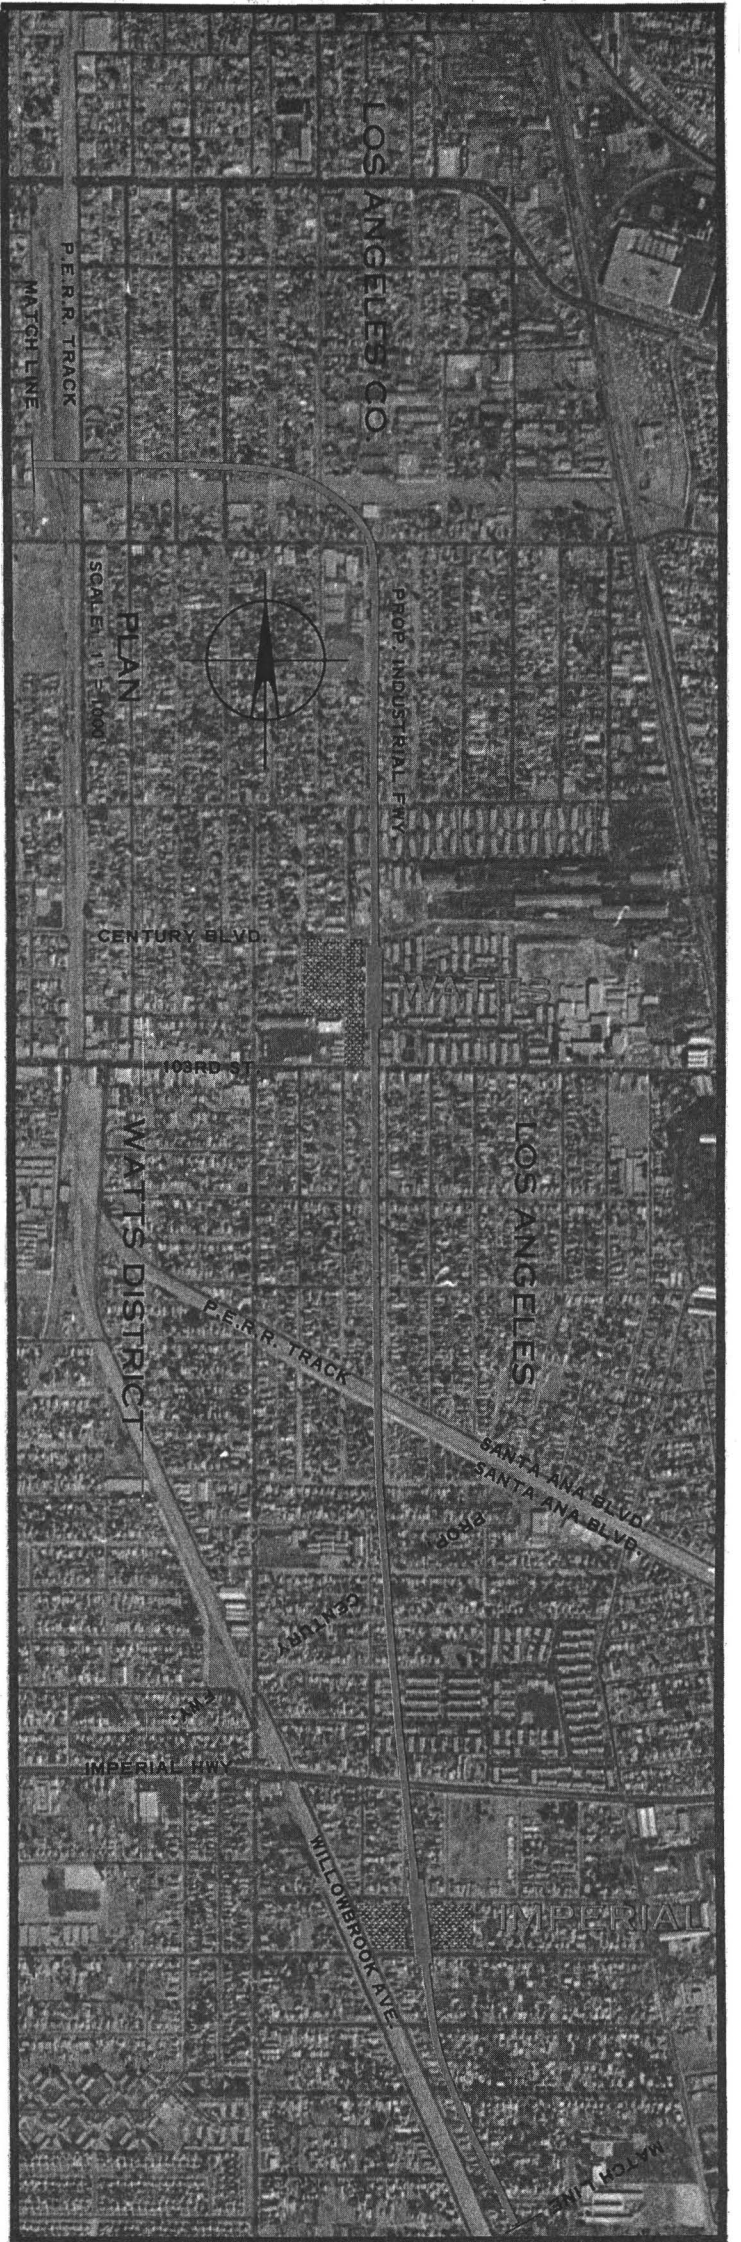 LOS ANGELES CO.
P. E. R. R. TRACK
MATCH LINE
PROP. INDUSTRIAL FWY.
PLAN
SCALE: 1" = 1000'
CENTURY BLVD.
WATTS
103RD ST.
WATTS DISTRICT
LOS ANGELES
P.E.R.R. TRACK
SANTA ANA BLVD.
SANTA ANA BLVD.
PROP.
CENTURY
FWY.
IMPERIAL HWY
WILLOWBROOK AVE.
IMPERIAL
MATCH LINE